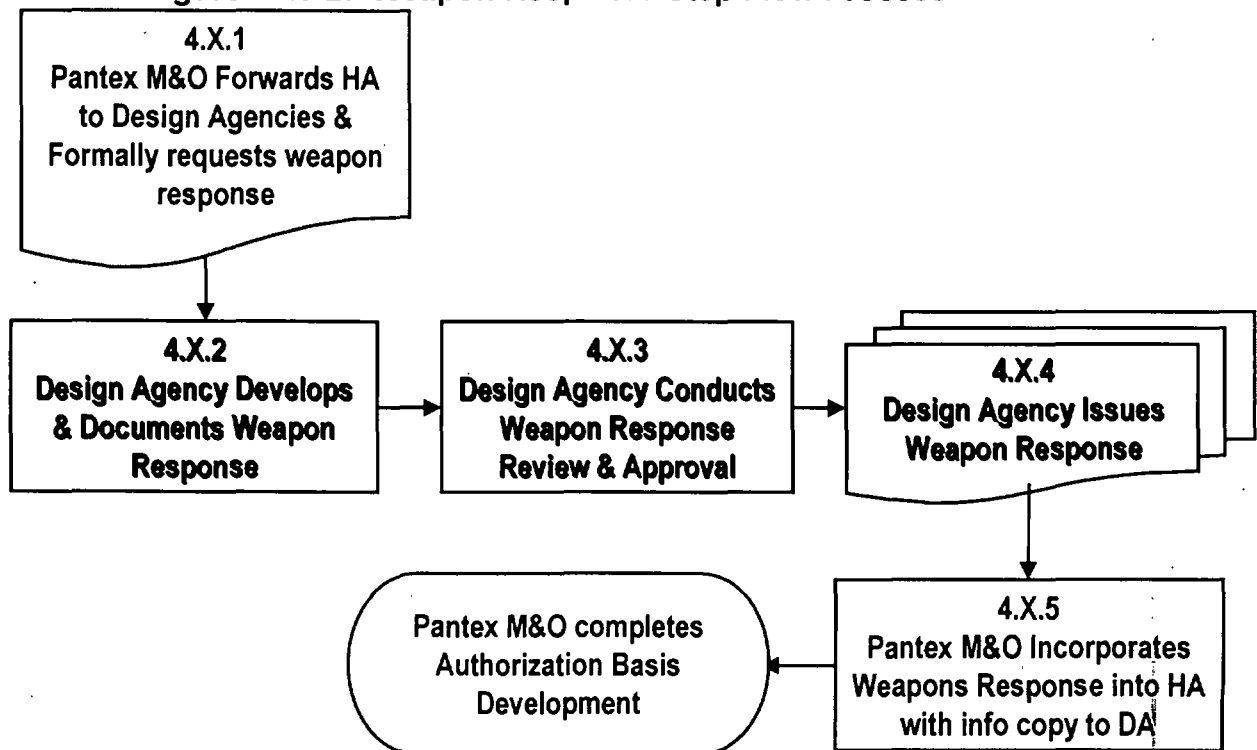 4.X.1
Pantex M&O Forwards HA
to Design Agencies &
Formally requests weapon
response
4.X.2
Design Agency Develops
& Documents Weapon
Response
4.X.3
Design Agency Conducts
Weapon Response
Review & Approval
4.X.4
Design Agency Issues
Weapon Response
4.X.5
Pantex M&O Incorporates
Weapons Response into HA
with info copy to DA
Pantex M&O completes
Authorization Basis
Development